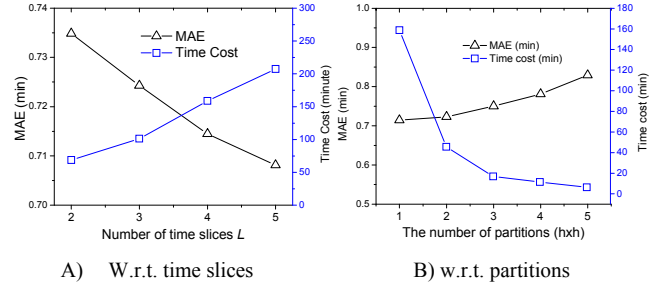 0.74
0.73
0.72
0.71
0.70
MAE (min)
MAE
Time Cost
300
250
200
150
100
50
0
Time Cost (minute)
2 3 4 5
Number of time slices L
A) W.r.t. time slices
1.0
0.9
0.8
0.7
0.6
0.5
MAE (min)
MAE (min)
Time cost (min)
180
160
140
120
100
80
60
40
20
0
Time cost (min)
1 2 3 4 5
The number of partitions (hxh)
B) w.r.t. partitions